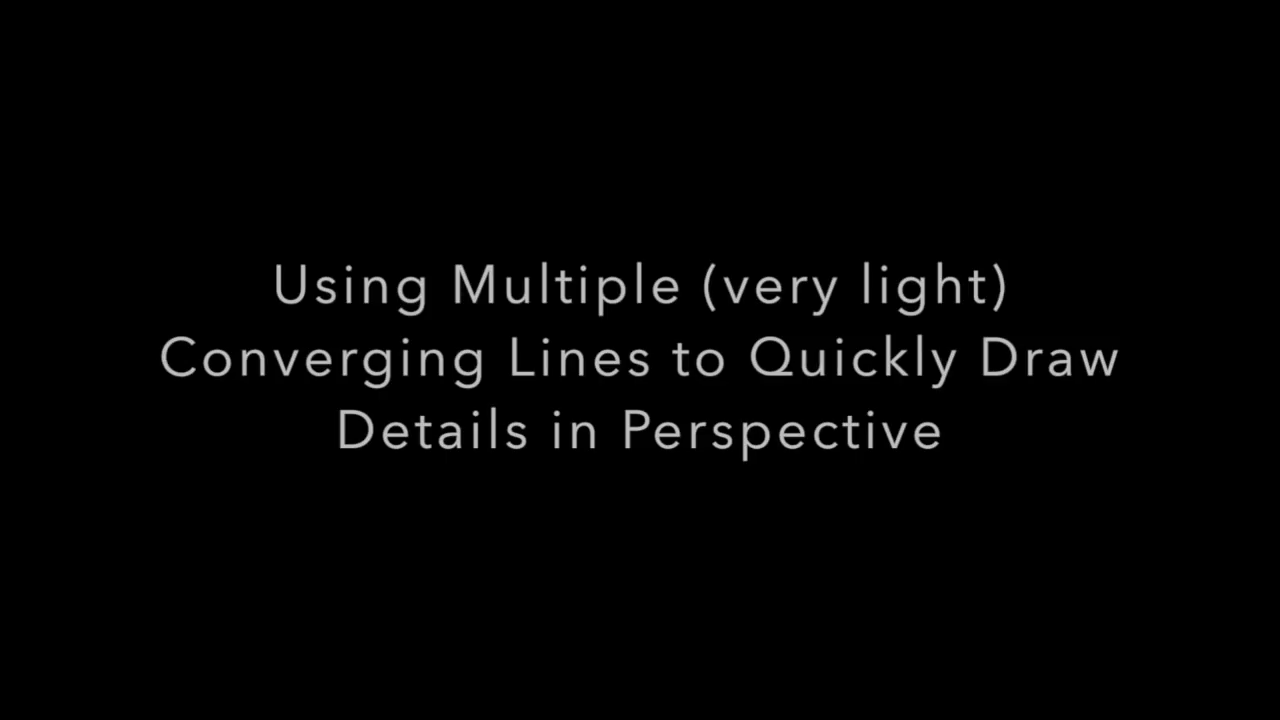 Using Multiple (very light)
Converging Lines to Quickly Draw
Details in Perspective